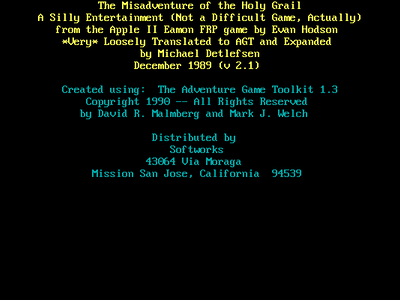 The Misadventure of the Holy Grail
A Silly Entertainment (Not a Difficult Game, Actually)
from the Apple II Eamon FRP game by Evan Hodson
*Very* Loosely Translated to AGT and Expanded
by Michael Detlefsen
December 1989 (v 2.1)
Created using:  The Adventure Game Toolkit 1.3
Copyright 1990 -- All Rights Reserved
by David R. Malmberg and Mark J. Welch
Distributed by
Softworks
43064 Via Moraga
Mission San Jose, California  94539